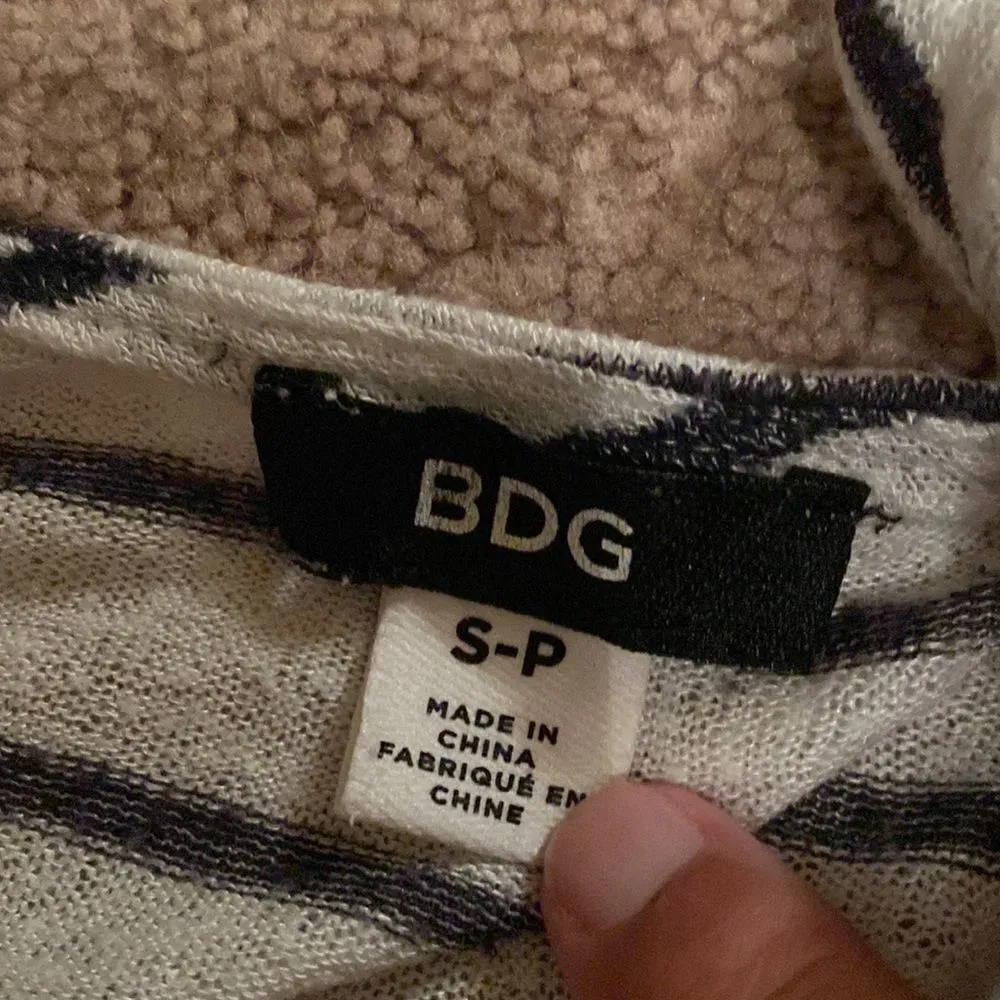 BDG
S-P
MADE IN
CHINA
FABRIQUÉ EN
CHINE